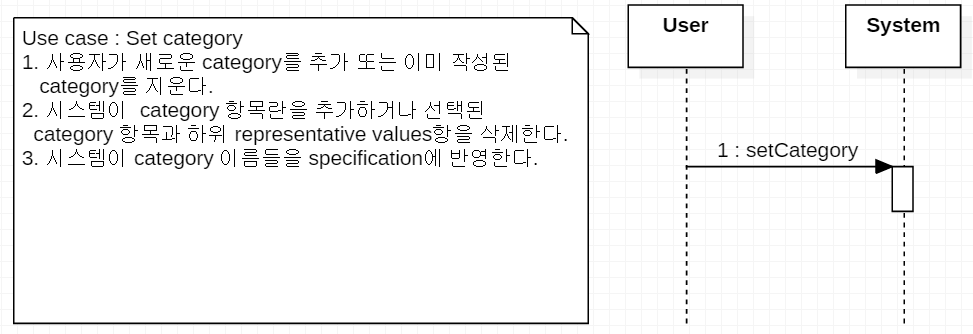 Use case : Set category
1. 사용자가 새로운 category를 추가 또는 이미 작성된
category를 지운다.
2. 시스템이 category 항목란을 추가하거나 선택된
category 항목과 하위 representative values항을 삭제한다.
3. 시스템이 category 이름들을 specification에 반영한다.
User
System
1 : setCategory